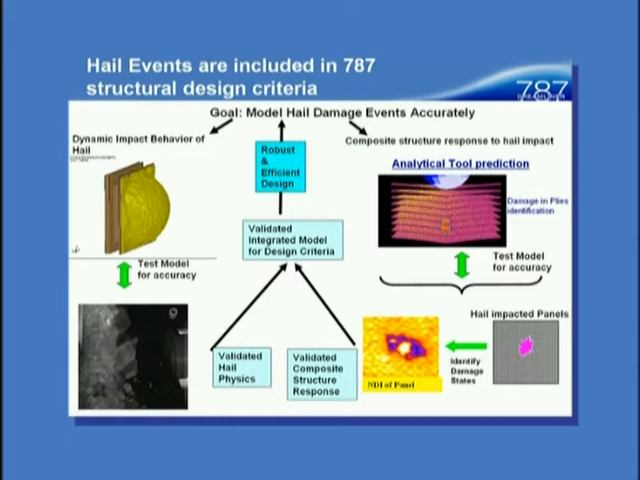 Hail Events are included in 787
structural design criteria
787
DREAMLINER
Goal: Model Hail Damage Events Accurately
Dynamic Impact Behavior of
Hail
Robust
&
Efficient
Design
Composite structure response to hail impact
Analytical Tool prediction
Damage in Plies
identification
Validated
Integrated Model
for Design Criteria
Test Model
for accuracy
Test Model
for accuracy
Hail impacted Panels
Validated
Hail
Physics
Validated
Composite
Structure
Response
NDI of Panel
Identify
Damage
States